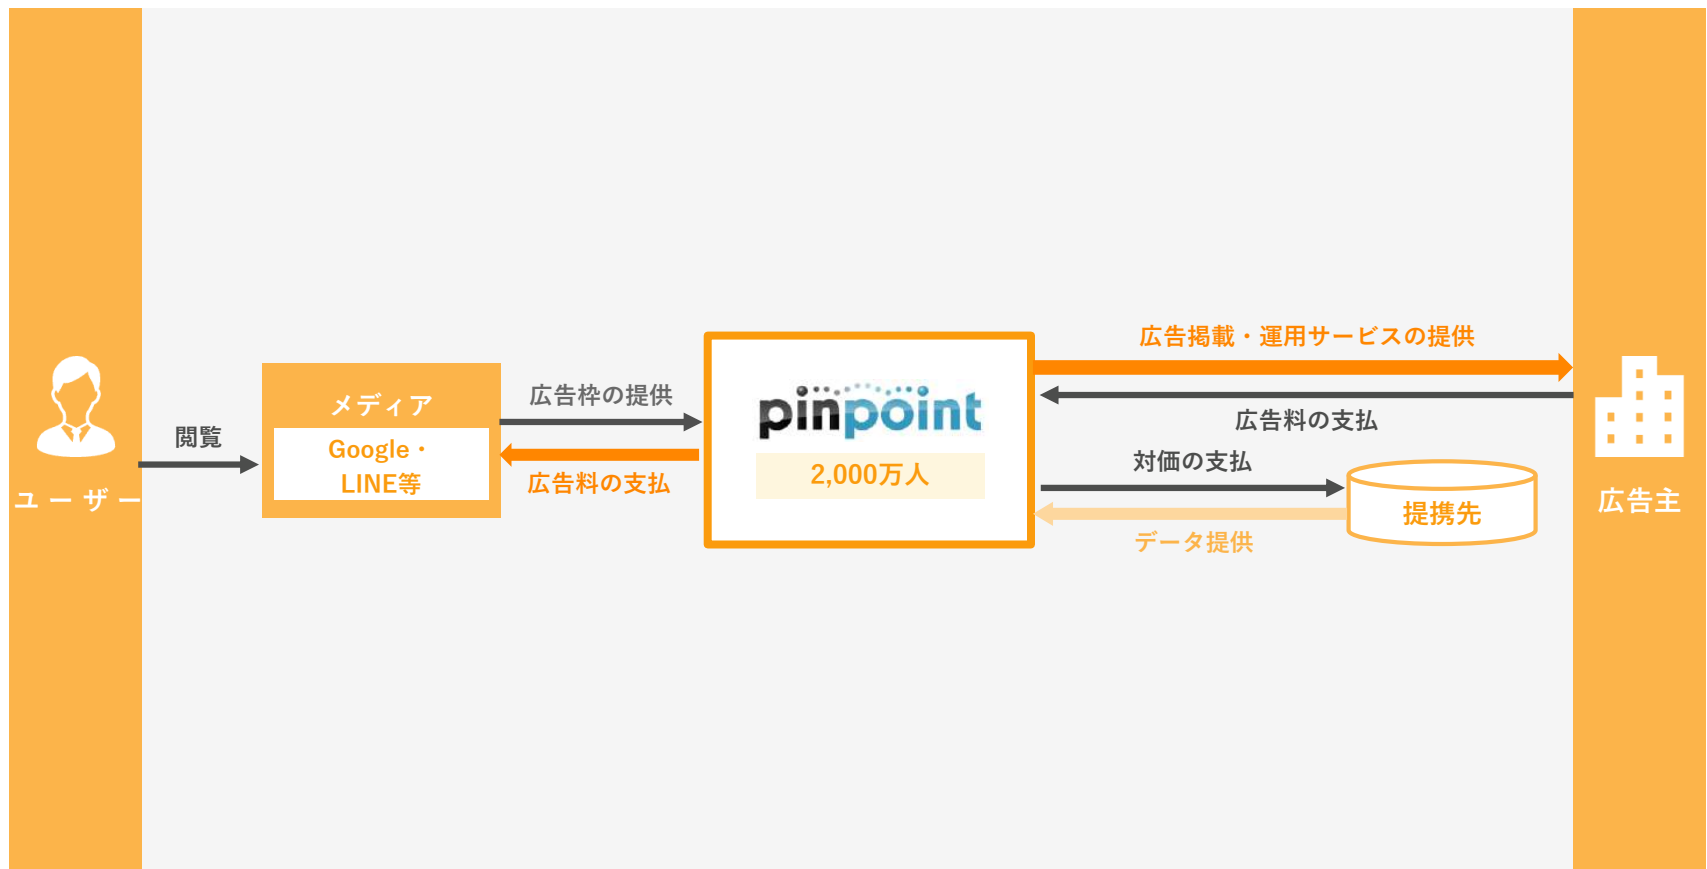 ユーザー
閲覧
メディア
Google・
LINE等
広告枠の提供
広告料の支払
pinpoint
2,000万人
広告掲載・運用サービスの提供
広告料の支払
対価の支払
データ提供
提携先
広告主